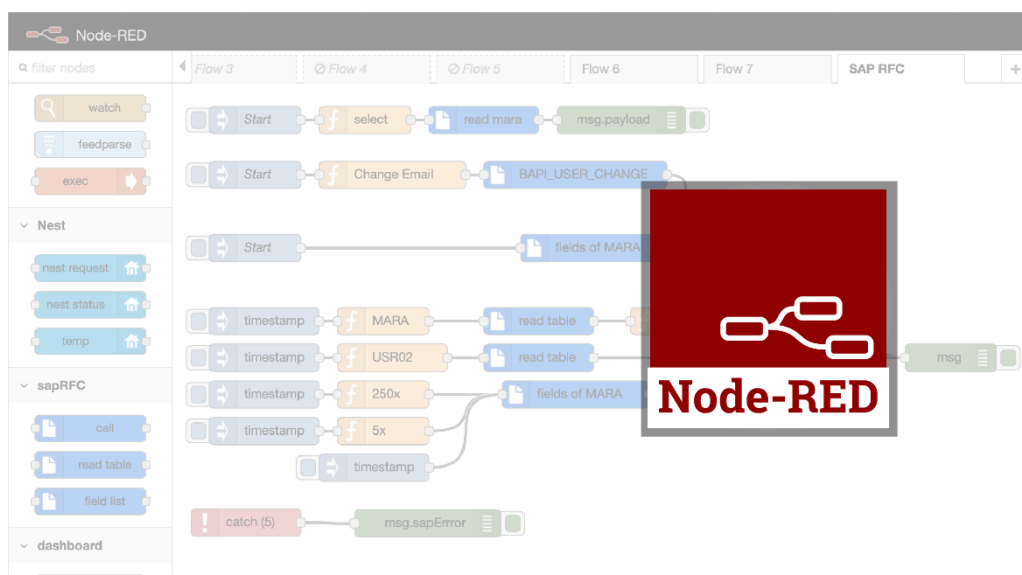 Node-RED
filter nodes
Flow 3
Flow 4
Flow 5
Flow 6
Flow 7
SAP RFC
+
watch
feedparse
exec
Nest
nest request
nest status
temp
sapRFC
call
read table
field list
dashboard
Start
f
select
read mara
msg.payload
Start
f
Change Email
BAPI_USER_CHANGE
Start
fields of MARA
timestamp
f
MARA
read table
timestamp
f
USR02
read table
msg
timestamp
f
250x
fields of MARA
timestamp
f
5x
timestamp
!
catch (5)
msg.sapErrror
Node-RED